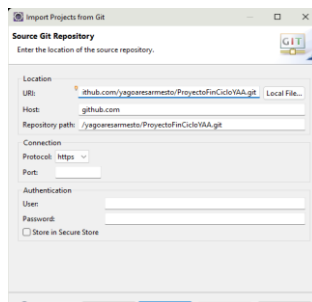 Import Projects from Git
Source Git Repository
Enter the location of the source repository.
GIT
Location
URI: ithub.com/yagoaresarmesto/ProyectoFinCicloYAA.git Local File...
Host: github.com
Repository path: /yagoaresarmesto/ProyectoFinCicloYAA.git
Connection
Protocol: https
Port:
Authentication
User:
Password:
Store in Secure Store